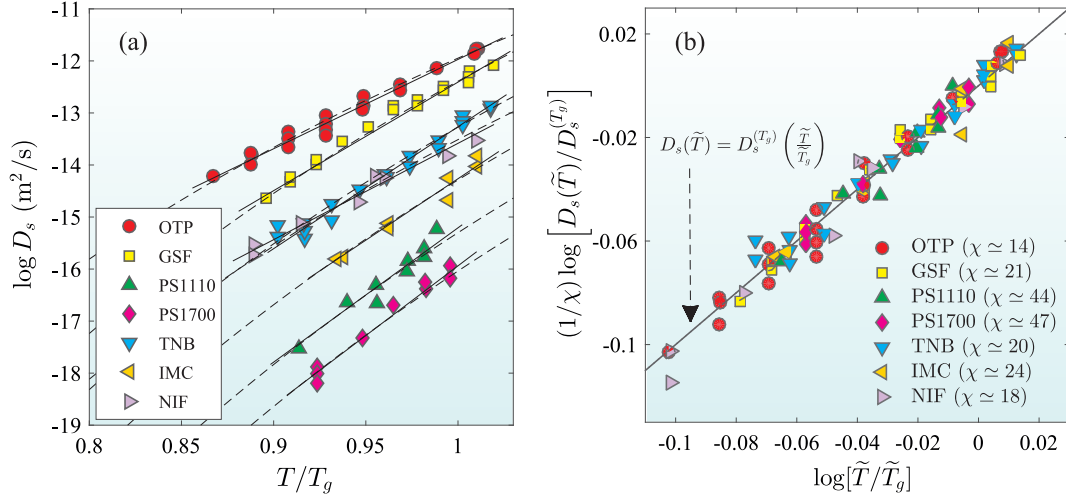 (a)
log D_s (m²/s)
-11
-12
-13
-14
-15
-16
-17
-18
-19
OTP
GSF
PS1110
PS1700
TNB
IMC
NIF
0.8
0.85
0.9
0.95
1
T/T_g
(b)
(1/χ) log [D_s(T̃)/D_s^(T_g)]
0.02
-0.02
-0.06
-0.1
D_s(T̃) = D_s^(T_g) (T̃/T̃_g)
OTP (χ ≃ 14)
GSF (χ ≃ 21)
PS1110 (χ ≃ 44)
PS1700 (χ ≃ 47)
TNB (χ ≃ 20)
IMC (χ ≃ 24)
NIF (χ ≃ 18)
-0.1
-0.08
-0.06
-0.04
-0.02
0
0.02
log[T̃/T̃_g]